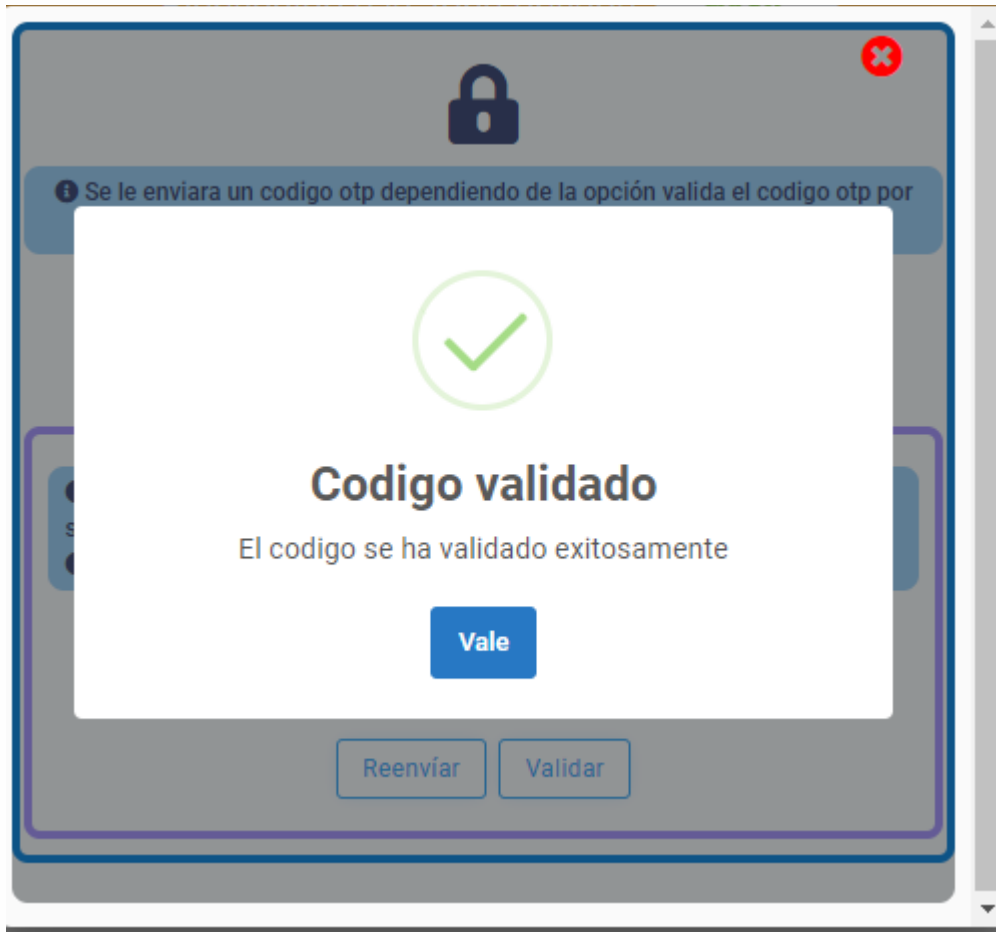 Se le enviara un codigo otp dependiendo de la opción valida el codigo otp por
Codigo validado
El codigo se ha validado exitosamente
Vale
Reenvíar
Validar